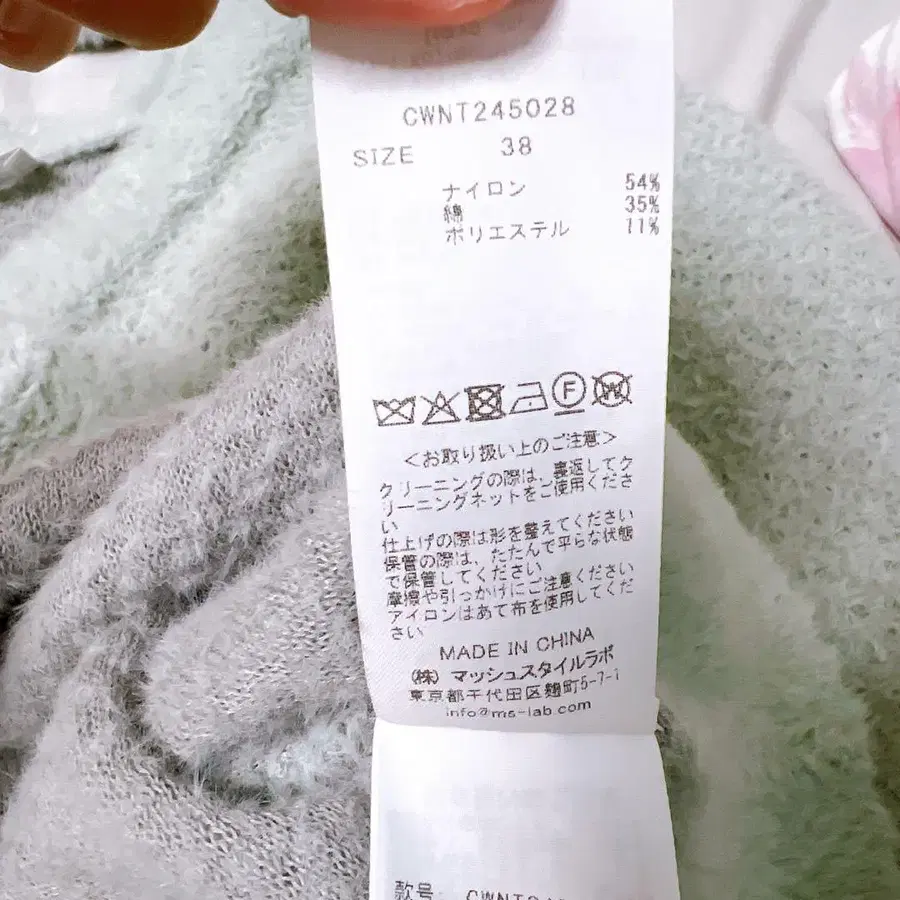 CWNT245028
SIZE 38
ナイロン 54%
綿 35%
ポリエステル 11%
F W
<お取り扱い上のご注意>
クリーニングの際は、裏返してク
リーニングネットをご使用くださ
い
仕上げの際は形を整えてください
保管の際は、たたんで平らな状態
で保管してください
摩擦や引っかけにご注意ください
アイロンはあて布を使用してくだ
さい
MADE IN CHINA
(株) マッシュスタイルラボ
東京都千代田区麹町5-7-1
info@ms-lab.com
款号